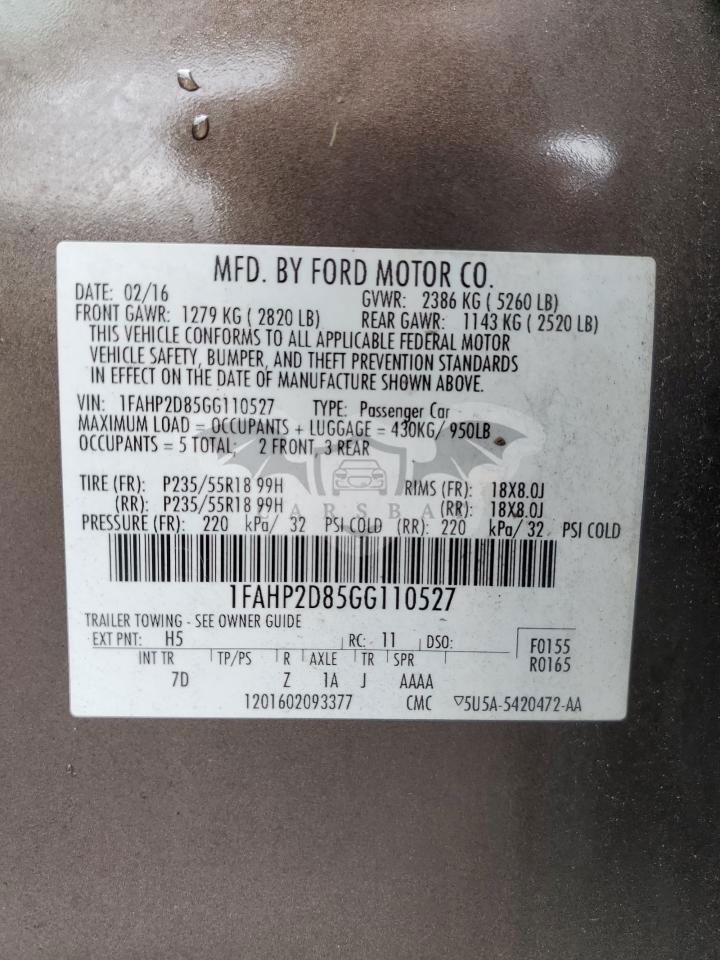 MFD. BY FORD MOTOR CO.
DATE: 02/16 GVWR: 2386 KG ( 5260 LB)
FRONT GAWR: 1279 KG ( 2820 LB) REAR GAWR: 1143 KG ( 2520 LB)
THIS VEHICLE CONFORMS TO ALL APPLICABLE FEDERAL MOTOR
VEHICLE SAFETY, BUMPER, AND THEFT PREVENTION STANDARDS
IN EFFECT ON THE DATE OF MANUFACTURE SHOWN ABOVE.
VIN: 1FAHP2D85GG110527 TYPE: Passenger Car
MAXIMUM LOAD = OCCUPANTS + LUGGAGE = 430KG/ 950LB
OCCUPANTS = 5 TOTAL; 2 FRONT 3 REAR
TIRE (FR): P235/55R18 99H RIMS (FR): 18X8.0J
(RR): P235/55R18 99H (RR): 18X8.0J
CARSBAT
PRESSURE (FR): 220 kPa/ 32 PSI COLD (RR): 220 kPa/ 32 PSI COLD
1FAHP2D85GG110527
TRAILER TOWING - SEE OWNER GUIDE
EXT PNT: H5 RC: 11 DSO: F0155
R0165
INT TR TP/PS R AXLE TR SPR
7D Z 1A J AAAA
1201602093377 CMC ▽5U5A-5420472-AA